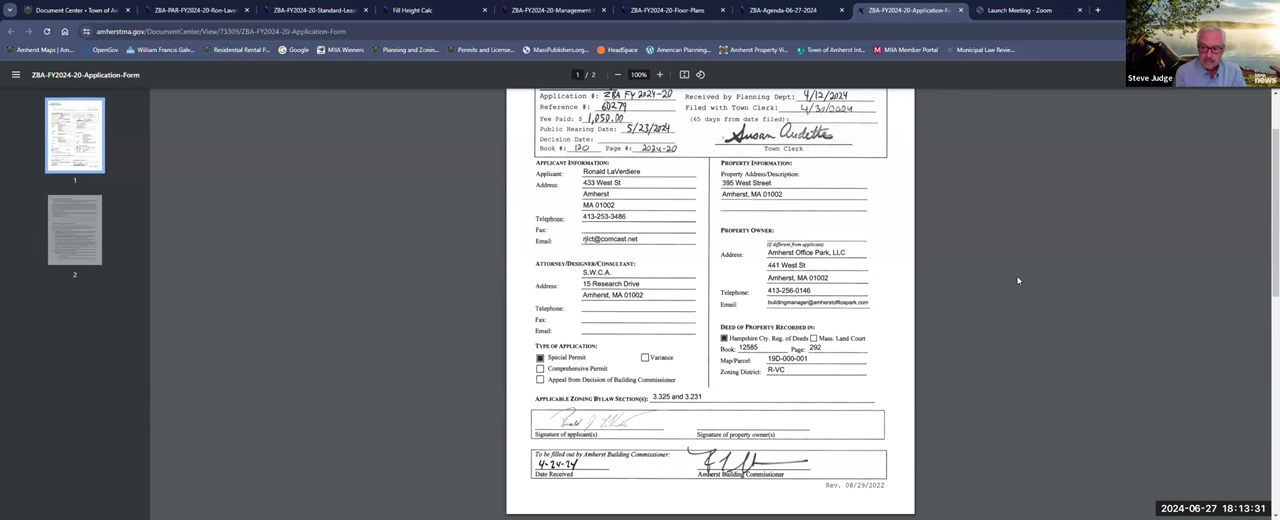 Document Center • Town of Am
ZBA-PAR-FY2024-20-Ron-Laver
ZBA-FY2024-20-Standard-Leas
Fill Height Calc
ZBA-FY2024-20-Management-
ZBA-FY2024-20-Floor-Plans
ZBA-Agenda-06-27-2024
ZBA-FY2024-20-Application-F
Launch Meeting - Zoom
amherstma.gov/DocumentCenter/View/73309/ZBA-FY2024-20-Application-Form
Amherst Maps | Am...
OpenGov
William Francis Galv...
Residential Rental F...
Google
MIIA Winners
Planning and Zonin...
Permits and License...
MassPublishers.org
HeadSpace
American Planning...
Amherst Property Vi...
Town of Amherst Int...
MIIA Member Portal
Municipal Law Revie...
ZBA-FY2024-20-Application-Form
1 / 2
100%
Steve Judge
news
1
2
Application #: ZBA FY 2024-20
Received by Planning Dept: 4/12/2024
Reference #: 60279
Filed with Town Clerk: 4/30/2024
Fee Paid: $1,050.00
(65 days from date filed):
Public Hearing Date: 5/23/2024
Susan Audette
Decision Date:
Book #: 120 Page #: 2024-20
Town Clerk
APPLICANT INFORMATION:
Applicant: Ronald LaVerdiere
Address: 433 West St
Amherst
MA 01002
Telephone: 413-253-3486
Fax:
Email: rjlct@comcast.net
PROPERTY INFORMATION:
Property Address/Description:
395 West Street
Amherst, MA 01002
PROPERTY OWNER:
(if different from applicant)
Amherst Office Park, LLC
Address: 441 West St
Amherst, MA 01002
Telephone: 413-256-0146
Email: buildingmanager@amherstofficepark.com
ATTORNEY/DESIGNER/CONSULTANT:
S.W.C.A.
Address: 15 Research Drive
Amherst, MA 01002
Telephone:
Fax:
Email:
DEED OF PROPERTY RECORDED IN:
Hampshire Cty. Reg. of Deeds Mass. Land Court
Book: 12585 Page: 292
Map/Parcel: 19D-000-001
Zoning District: R-VC
TYPE OF APPLICATION:
Special Permit Variance
Comprehensive Permit
Appeal from Decision of Building Commissioner
APPLICABLE ZONING BYLAW SECTION(S): 3.325 and 3.231
Signature of applicant(s)
Signature of property owner(s)
To be filled out by Amherst Building Commissioner:
4-24-24
Date Received
Amherst Building Commissioner
Rev. 08/29/2022
2024-06-27 18:13:31